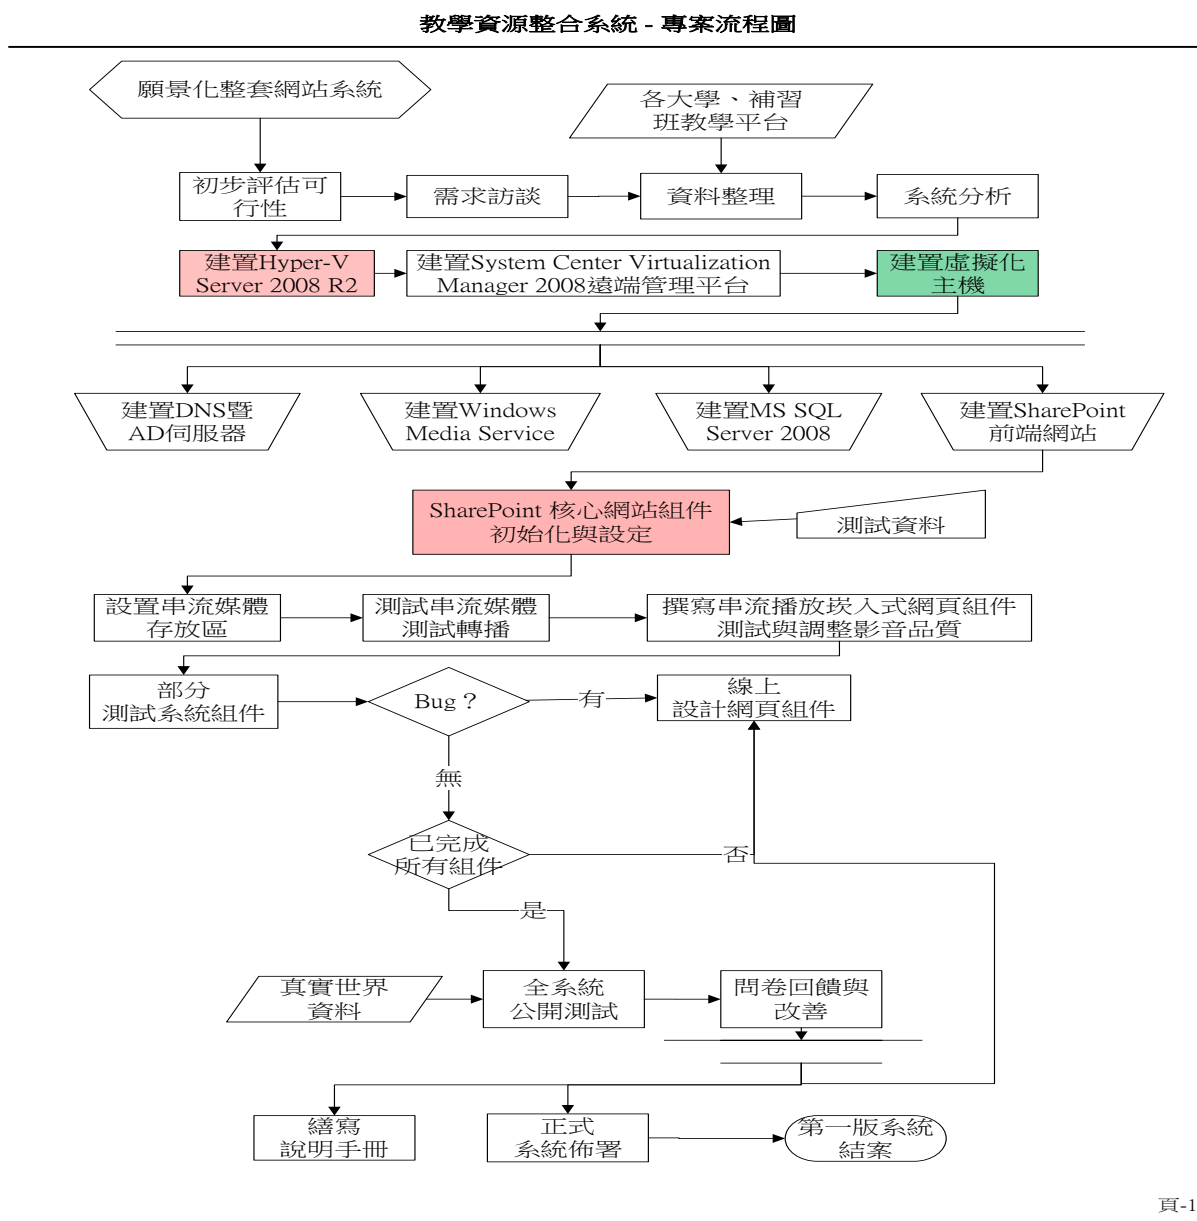 教學資源整合系統 - 專案流程圖
願景化整套網站系統
各大學、補習
班教學平台
初步評估可
行性
需求訪談
資料整理
系統分析
建置Hyper-V
Server 2008 R2
建置System Center Virtualization
Manager 2008遠端管理平台
建置虛擬化
主機
建置DNS暨
AD伺服器
建置Windows
Media Service
建置MS SQL
Server 2008
建置SharePoint
前端網站
SharePoint 核心網站組件
初始化與設定
測試資料
設置串流媒體
存放區
測試串流媒體
測試轉播
撰寫串流播放崁入式網頁組件
測試與調整影音品質
部分
測試系統組件
Bug？
有
線上
設計網頁組件
無
已完成
所有組件
否
是
真實世界
資料
全系統
公開測試
問卷回饋與
改善
繕寫
說明手冊
正式
系統佈署
第一版系統
結案
頁-1